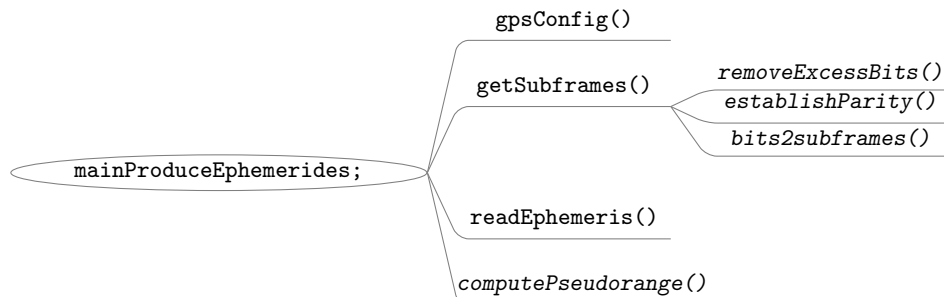 gpsConfig()
getSubframes()
removeExcessBits()
establishParity()
bits2subframes()
mainProduceEphemerides;
readEphemeris()
computePseudorange()